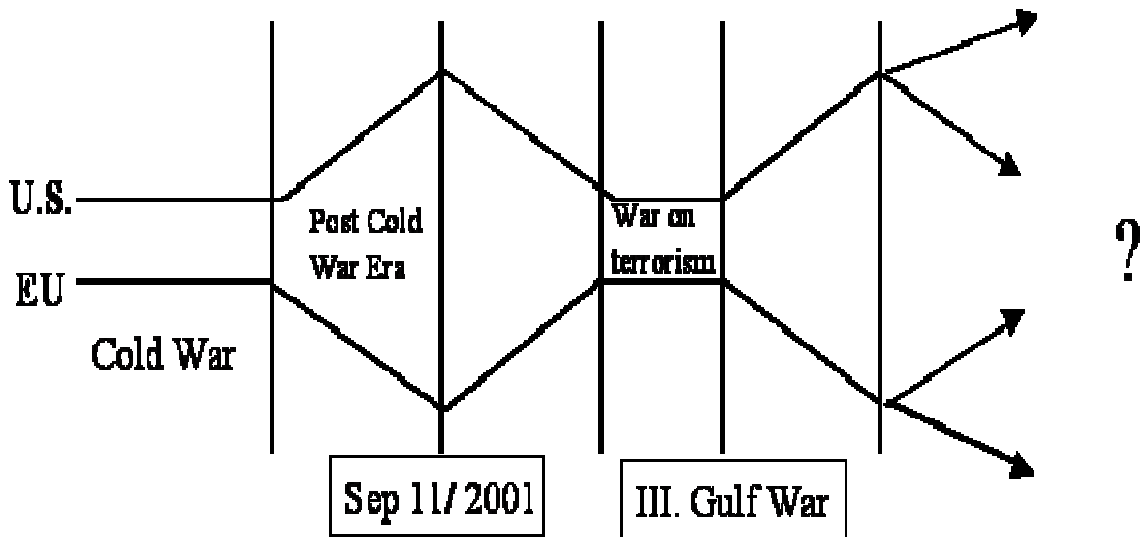 U.S.
EU
Cold War
Post Cold
War Era
War on
terrorism
?
Sep 11/ 2001
III. Gulf War